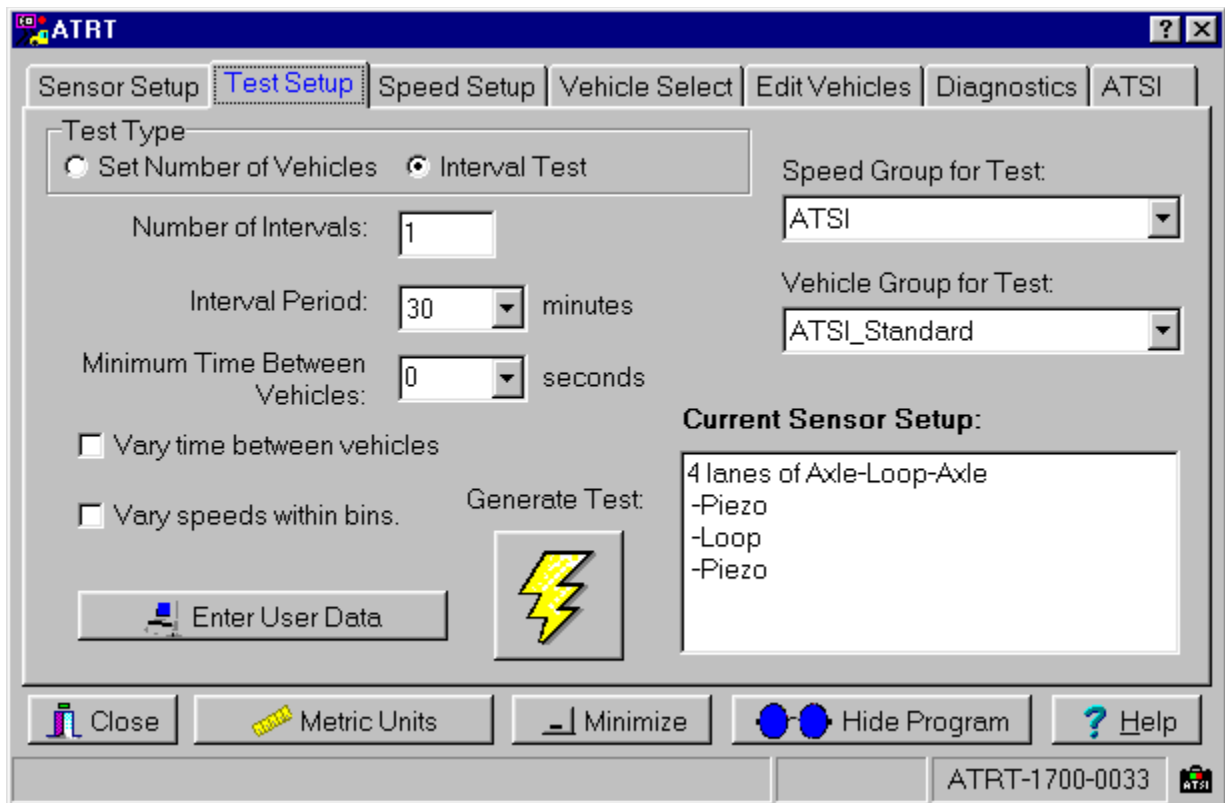 ATRT
Sensor Setup Test Setup Speed Setup Vehicle Select Edit Vehicles Diagnostics ATSI
Test Type
Set Number of Vehicles Interval Test
Number of Intervals: 1
Interval Period: 30 minutes
Minimum Time Between
Vehicles: 0 seconds
Vary time between vehicles
Vary speeds within bins.
Enter User Data
Generate Test:
Speed Group for Test:
ATSI
Vehicle Group for Test:
ATSI_Standard
Current Sensor Setup:
4 lanes of Axle-Loop-Axle
-Piezo
-Loop
-Piezo
Close Metric Units Minimize Hide Program ? Help
ATRT-1700-0033 ATSI